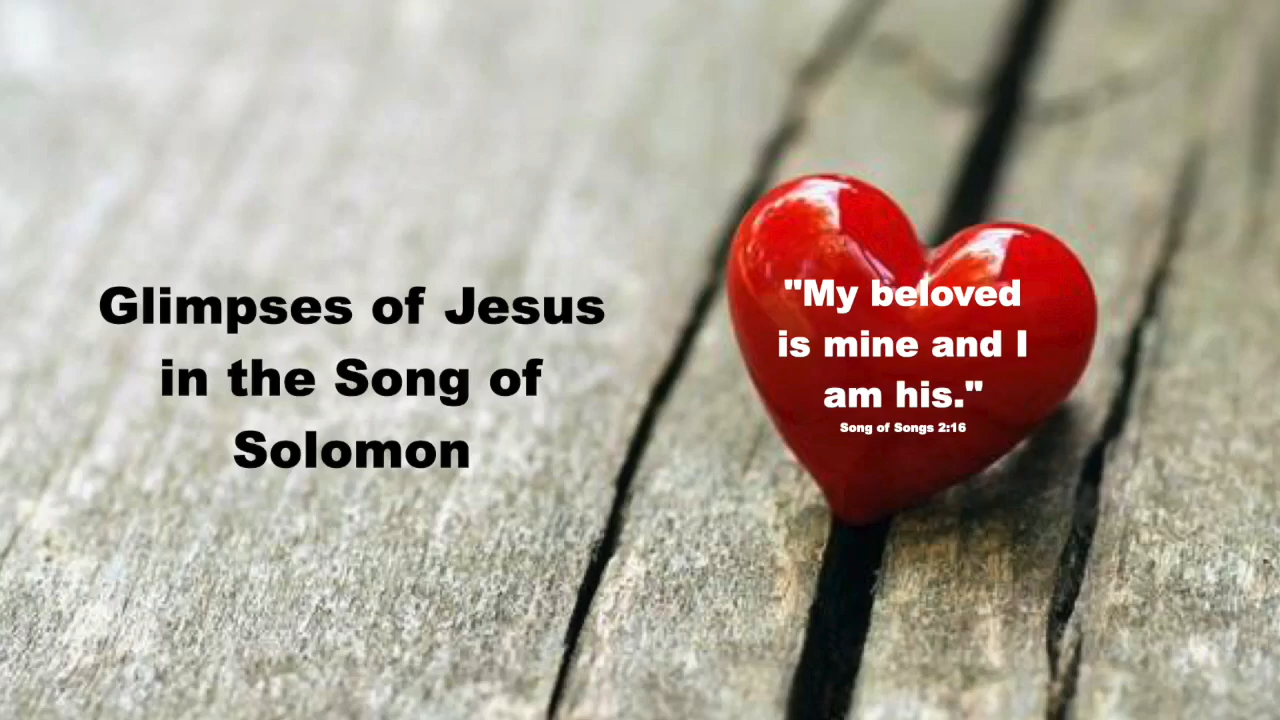 Glimpses of Jesus
in the Song of
Solomon
"My beloved
is mine and I
am his."
Song of Songs 2:16